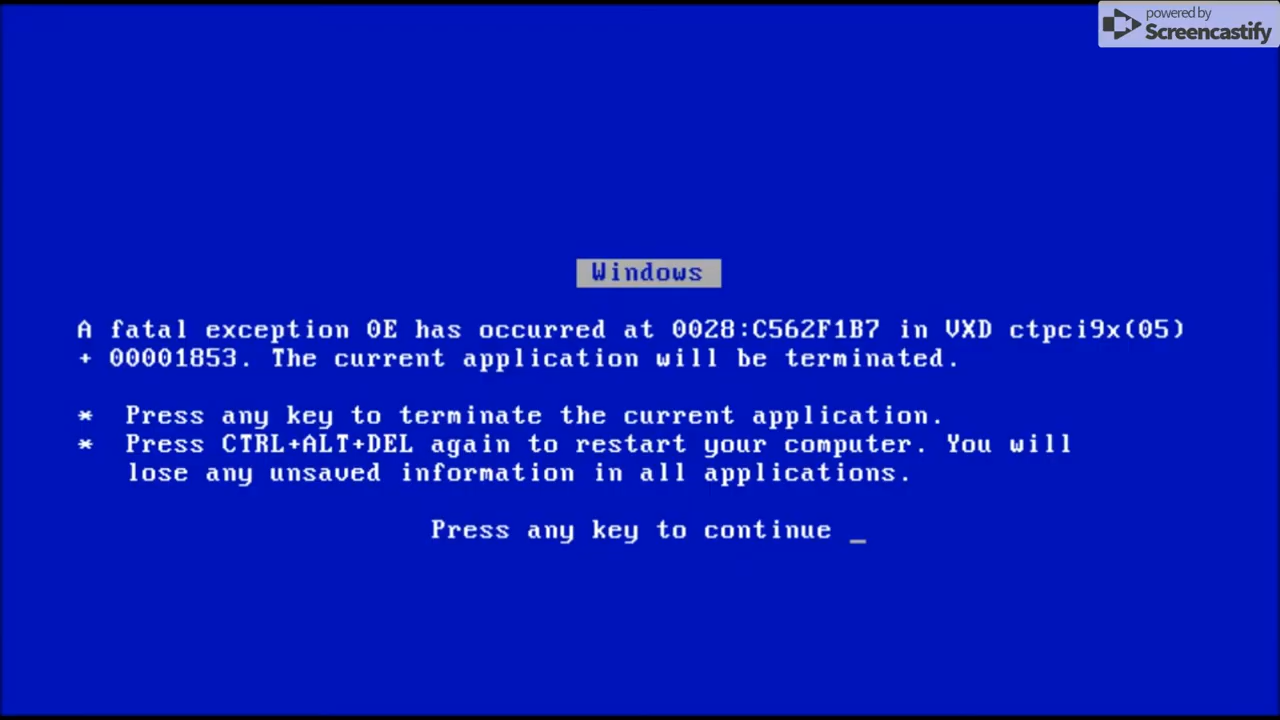 powered by
Screencastify
Windows
A fatal exception 0E has occurred at 0028:C562F1B7 in VXD ctpci9x(05)
+ 00001853. The current application will be terminated.
* Press any key to terminate the current application.
* Press CTRL+ALT+DEL again to restart your computer. You will
lose any unsaved information in all applications.
Press any key to continue _